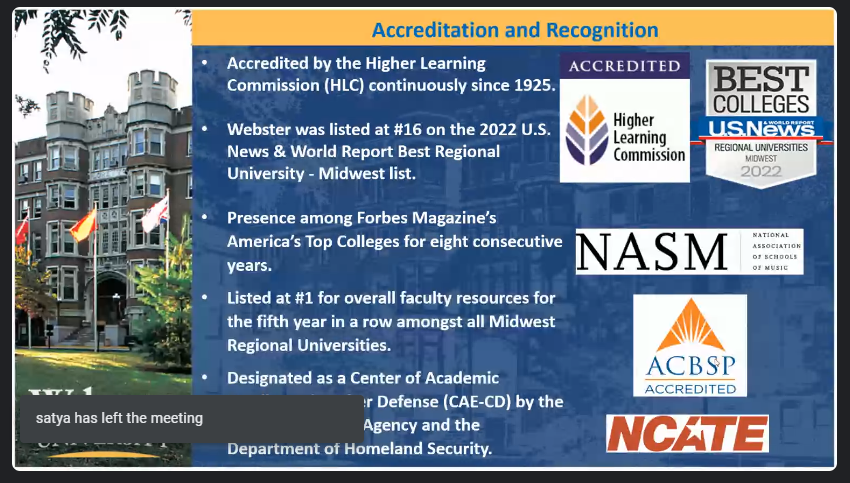 Accreditation and Recognition
• Accredited by the Higher Learning
Commission (HLC) continuously since 1925.
• Webster was listed at #16 on the 2022 U.S.
News & World Report Best Regional
University - Midwest list.
• Presence among Forbes Magazine's
America's Top Colleges for eight consecutive
years.
• Listed at #1 for overall faculty resources for
the fifth year in a row amongst all Midwest
Regional Universities.
• Designated as a Center of Academic
Defense (CAE-CD) by the
Agency and the
Department of Homeland Security.
ACCREDITED
Higher
Learning
Commission
BEST
COLLEGES
U.S.News & WORLD REPORT
REGIONAL UNIVERSITIES
MIDWEST
2022
NASM
NATIONAL
ASSOCIATION
OF SCHOOLS
OF MUSIC
ACBSP
ACCREDITED
NCATE
satya has left the meeting
UNIVERSITY